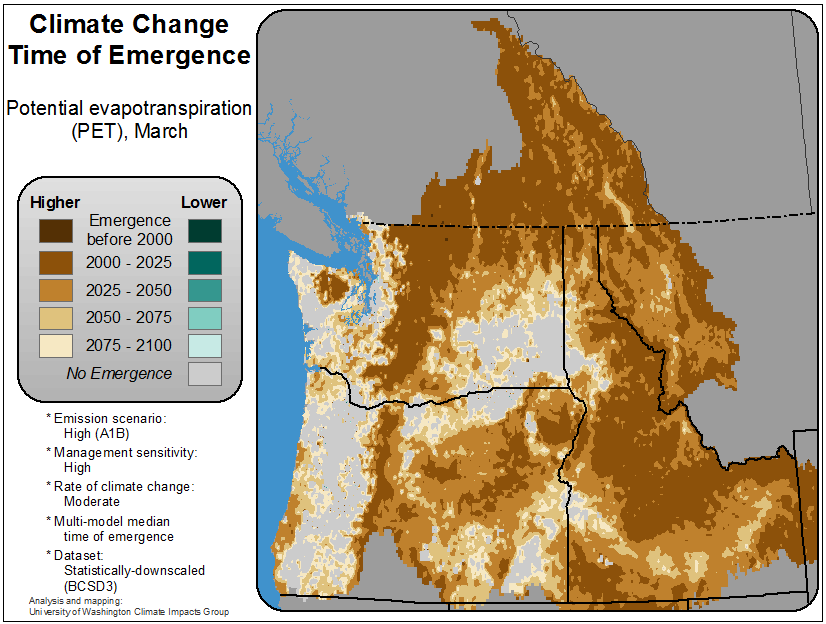 Climate Change
Time of Emergence
Potential evapotranspiration
(PET), March
Higher
Lower
Emergence
before 2000
2000 - 2025
2025 - 2050
2050 - 2075
2075 - 2100
No Emergence
* Emission scenario:
High (A1B)
* Management sensitivity:
High
* Rate of climate change:
Moderate
* Multi-model median
time of emergence
* Dataset:
Statistically-downscaled
(BCSD3)
Analysis and mapping:
University of Washington Climate Impacts Group